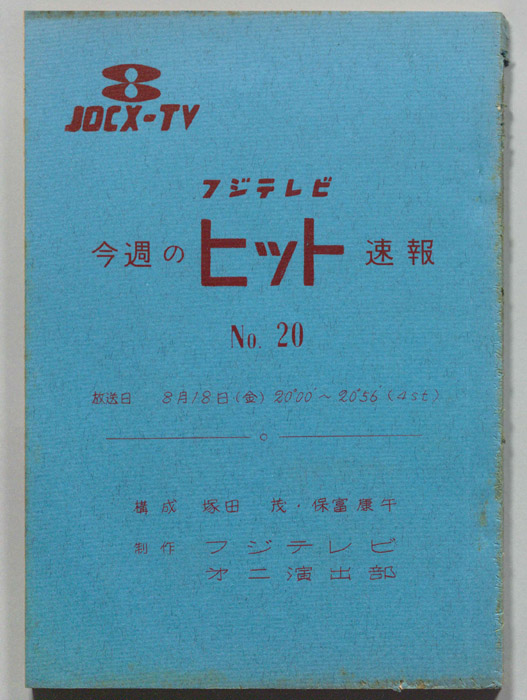 8
JOCX-TV
フジテレビ
今週の ヒット 速報
No. 20
放送日 8月18日(金) 20°00′～20°56′(4st)
構成 塚田 茂・保富康午
制作 フジテレビ
才二演出部